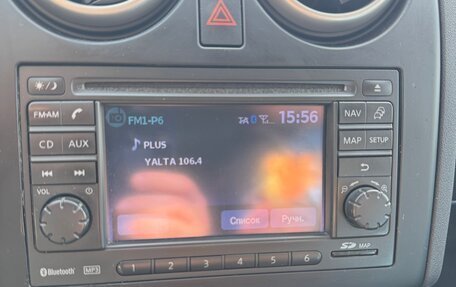 FM1-P6 TA 15:56
FM·AM
NAV
CD AUX
PLUS
MAP SETUP
YALTA 106.4
VOL
Список Ручн.
Bluetooth MP3
1 2 3 4 5 6
SD MAP